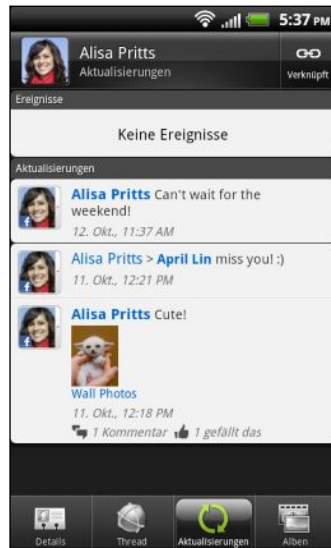 5:37 PM
Alisa Pritts
Aktualisierungen
Verknüpft
Ereignisse
Keine Ereignisse
Aktualisierungen
Alisa Pritts Can't wait for the
weekend!
12. Okt., 11:37 AM
Alisa Pritts > April Lin miss you! :)
11. Okt., 12:21 PM
Alisa Pritts Cute!
Wall Photos
11. Okt., 12:18 PM
1 Kommentar 1 gefällt das
Details Thread Aktualisierungen Alben